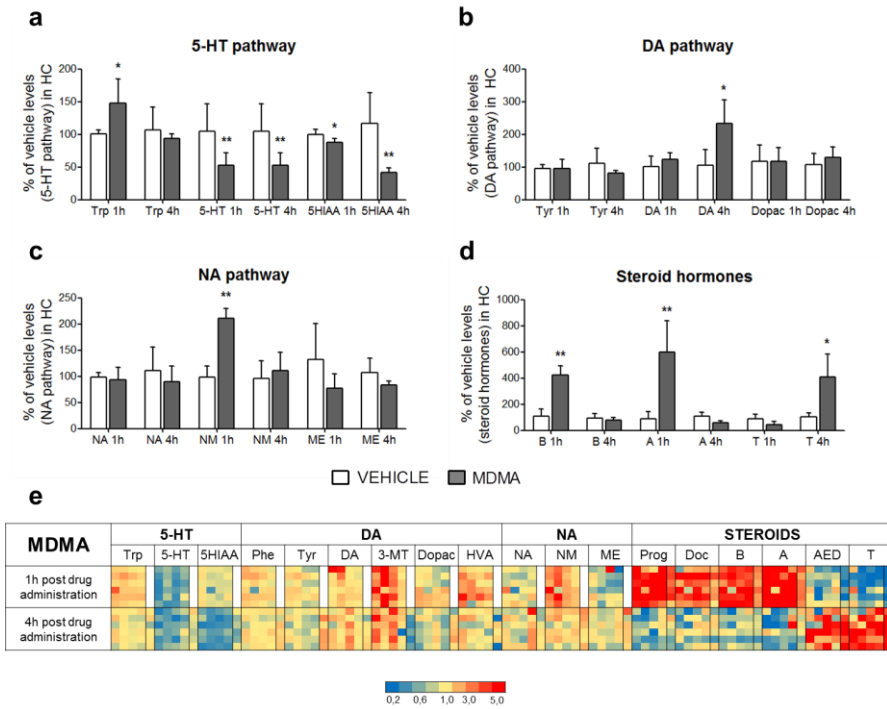 a
5-HT pathway
% of vehicle levels
(5-HT pathway) in HC
200
150
100
50
0
*
**
**
*
**
Trp 1h Trp 4h 5-HT 1h 5-HT 4h 5HIAA 1h 5HIAA 4h
b
DA pathway
% of vehicle levels
(DA pathway) in HC
400
300
200
100
0
*
Tyr 1h Tyr 4h DA 1h DA 4h Dopac 1h Dopac 4h
c
NA pathway
% of vehicle levels
(NA pathway) in HC
250
200
150
100
50
0
**
NA 1h NA 4h NM 1h NM 4h ME 1h ME 4h
d
Steroid hormones
% of vehicle levels
(steroid hormones) in HC
1000
800
600
400
200
0
**
**
*
B 1h B 4h A 1h A 4h T 1h T 4h
VEHICLE MDMA
e
MDMA 5-HT DA NA STEROIDS
Trp 5-HT 5HIAA Phe Tyr DA 3-MT Dopac HVA NA NM ME Prog Doc B A AED T
1h post drug
administration
4h post drug
administration
0,2 0,6 1,0 3,0 5,0